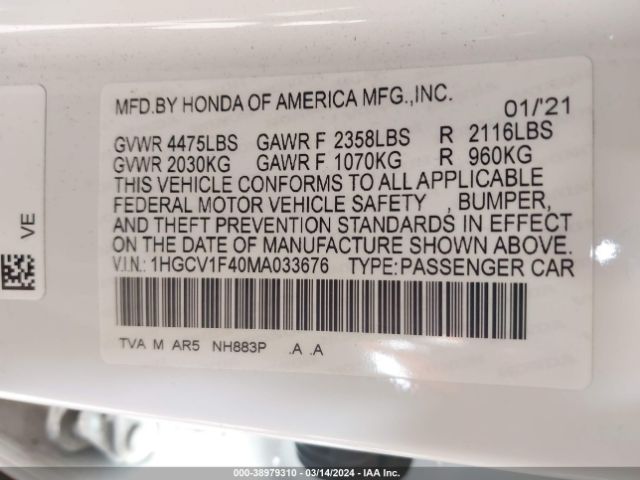 MFD.BY HONDA OF AMERICA MFG.,INC. 01/'21
GVWR 4475LBS GAWR F 2358LBS R 2116LBS
GVWR 2030KG GAWR F 1070KG R 960KG
THIS VEHICLE CONFORMS TO ALL APPLICABLE
FEDERAL MOTOR VEHICLE SAFETY , BUMPER,
AND THEFT PREVENTION STANDARDS IN EFFECT
ON THE DATE OF MANUFACTURE SHOWN ABOVE.
V.I.N.: 1HGCV1F40MA033676 TYPE:PASSENGER CAR
TVA M AR5 NH883P .A .A
VE
000-38979310 - 03/14/2024 - IAA Inc.